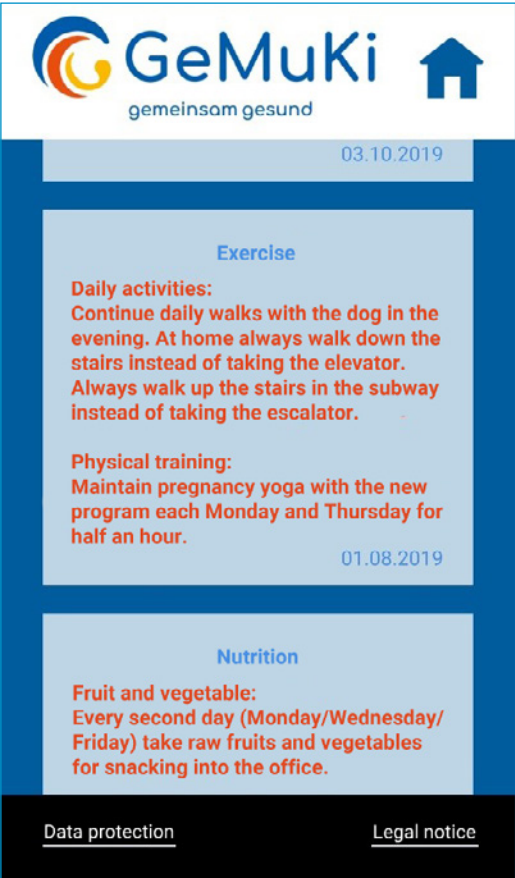 GeMuKi
gemeinsam gesund
03.10.2019
Exercise
Daily activities:
Continue daily walks with the dog in the
evening. At home always walk down the
stairs instead of taking the elevator.
Always walk up the stairs in the subway
instead of taking the escalator.
Physical training:
Maintain pregnancy yoga with the new
program each Monday and Thursday for
half an hour.
01.08.2019
Nutrition
Fruit and vegetable:
Every second day (Monday/Wednesday/
Friday) take raw fruits and vegetables
for snacking into the office.
Data protection
Legal notice